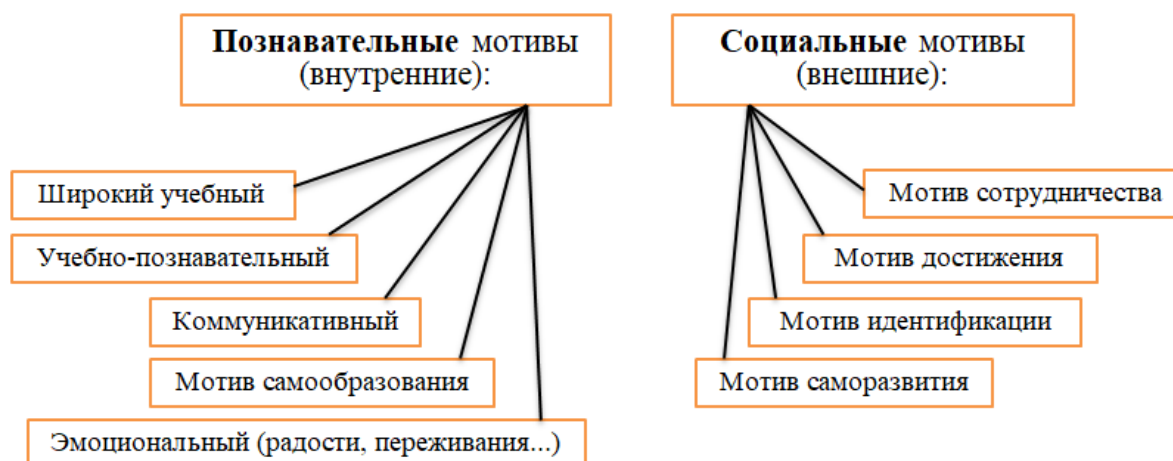 Познавательные мотивы
(внутренние):
Социальные мотивы
(внешние):
Широкий учебный
Учебно-познавательный
Коммуникативный
Мотив самообразования
Эмоциональный (радости, переживания...)
Мотив сотрудничества
Мотив достижения
Мотив идентификации
Мотив саморазвития